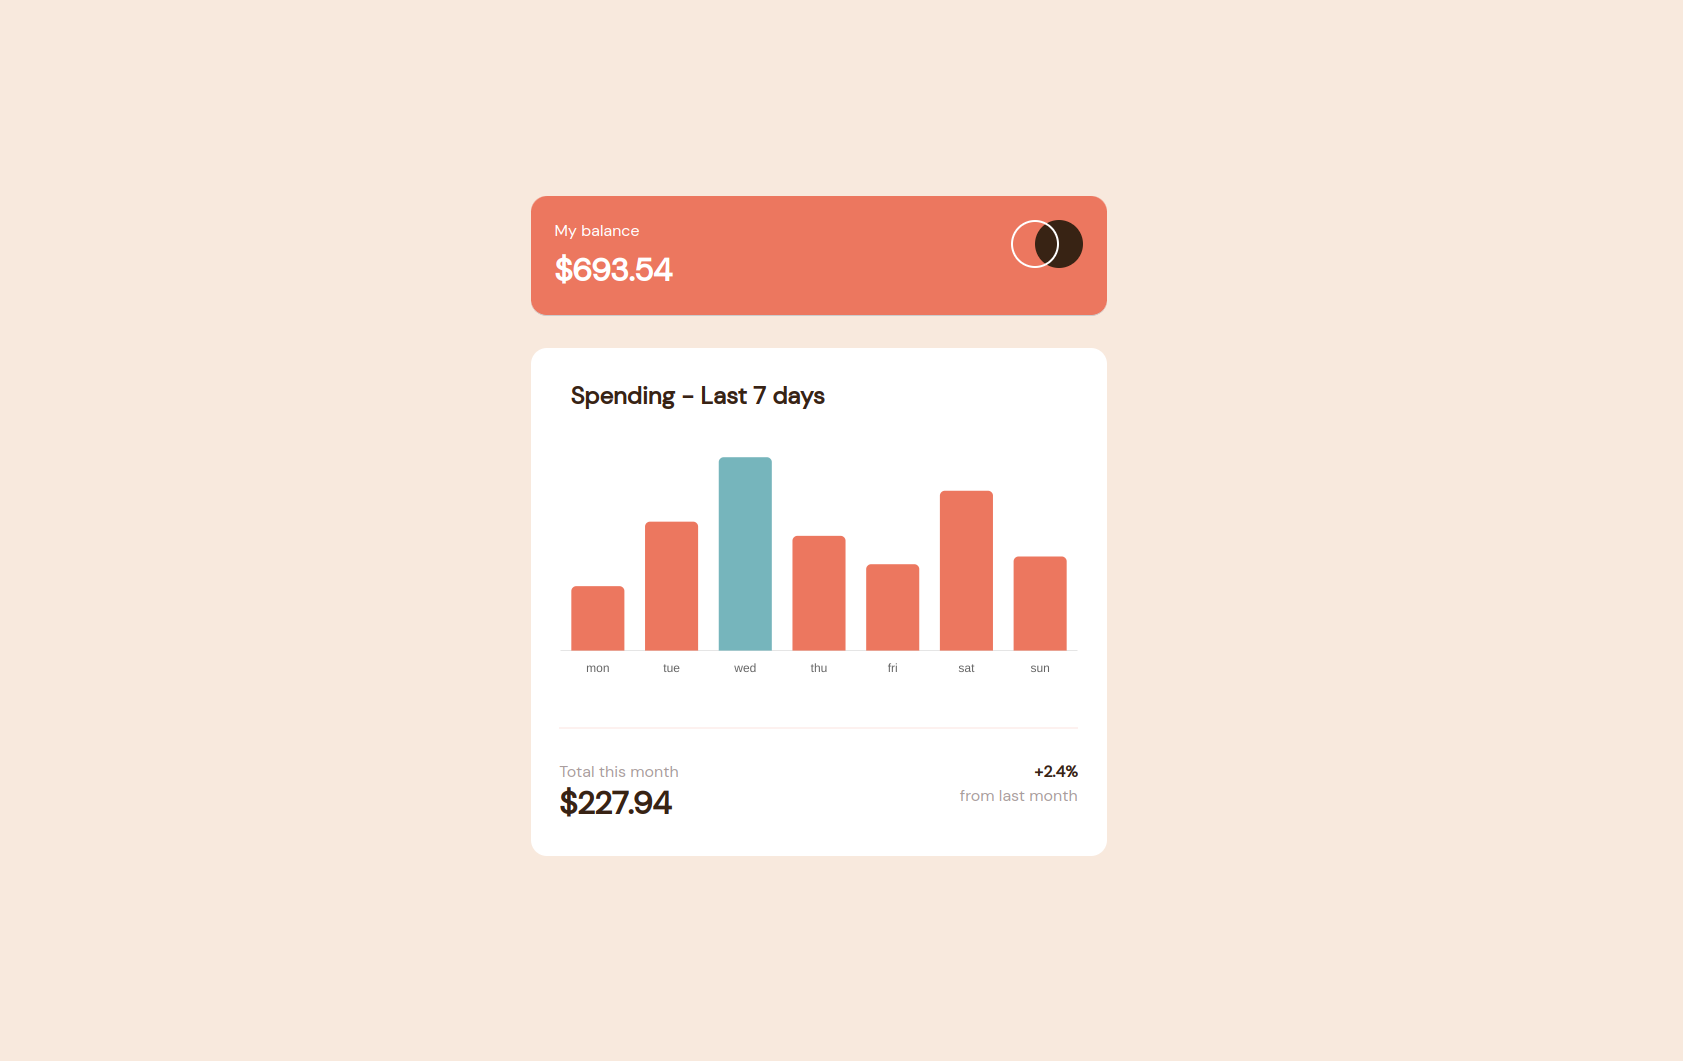 My balance
$693.54
Spending - Last 7 days
mon tue wed thu fri sat sun
Total this month
$227.94
+2.4%
from last month